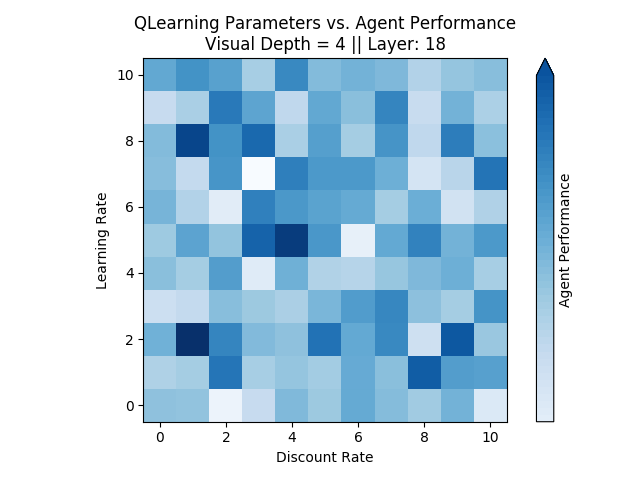 QLearning Parameters vs. Agent Performance
Visual Depth = 4 || Layer: 18
10
8
6
4
2
0
Learning Rate
0 2 4 6 8 10
Discount Rate
Agent Performance